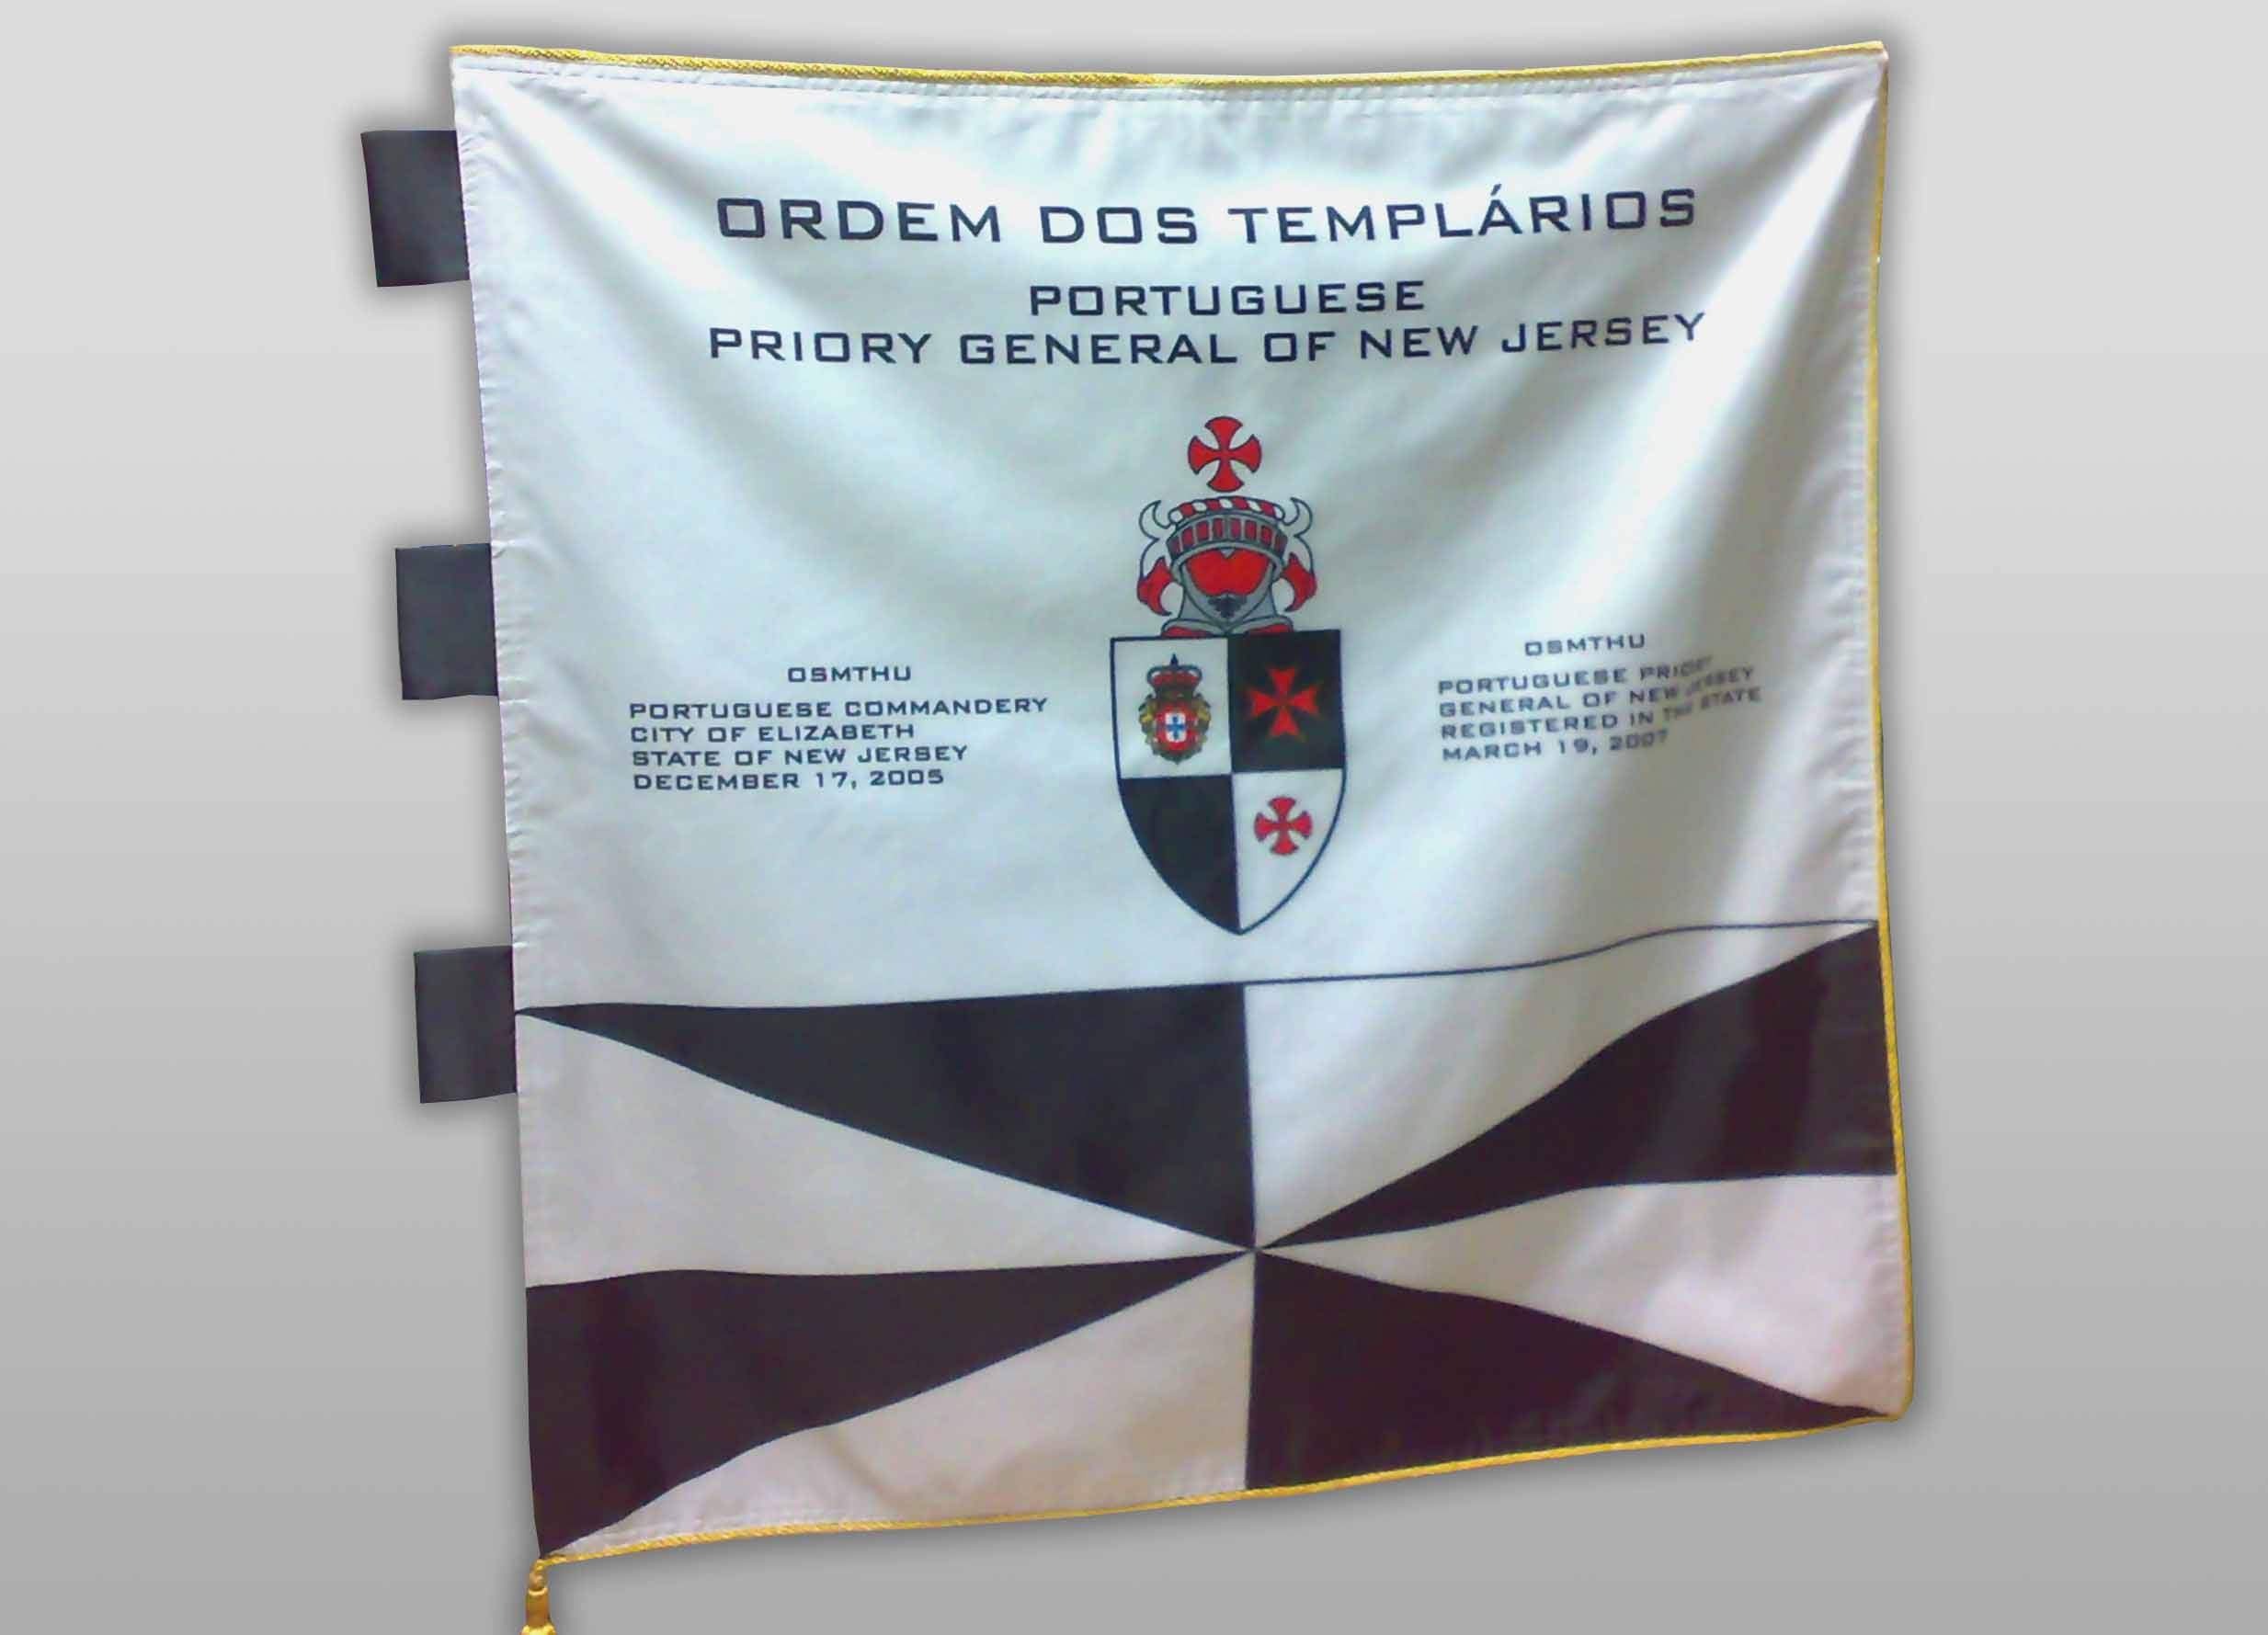 ORDEM DOS TEMPLÁRIOS
PORTUGUESE
PRIORY GENERAL OF NEW JERSEY
OSMTHU
PORTUGUESE COMMANDERY
CITY OF ELIZABETH
STATE OF NEW JERSEY
DECEMBER 17, 2005
OSMTHU
PORTUGUESE PRIORY
GENERAL OF NEW JERSEY
REGISTERED IN THE STATE
MARCH 19, 2007